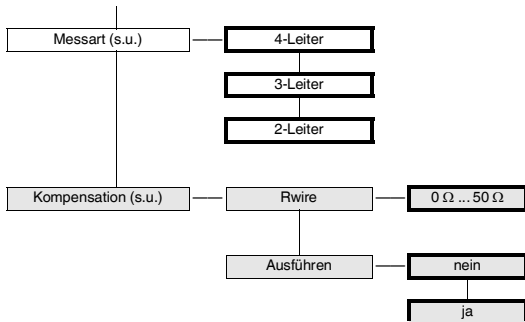 Messart (s.u.) 4-Leiter
3-Leiter
2-Leiter
Kompensation (s.u.) Rwire 0 Ω ... 50 Ω
Ausführen nein
ja